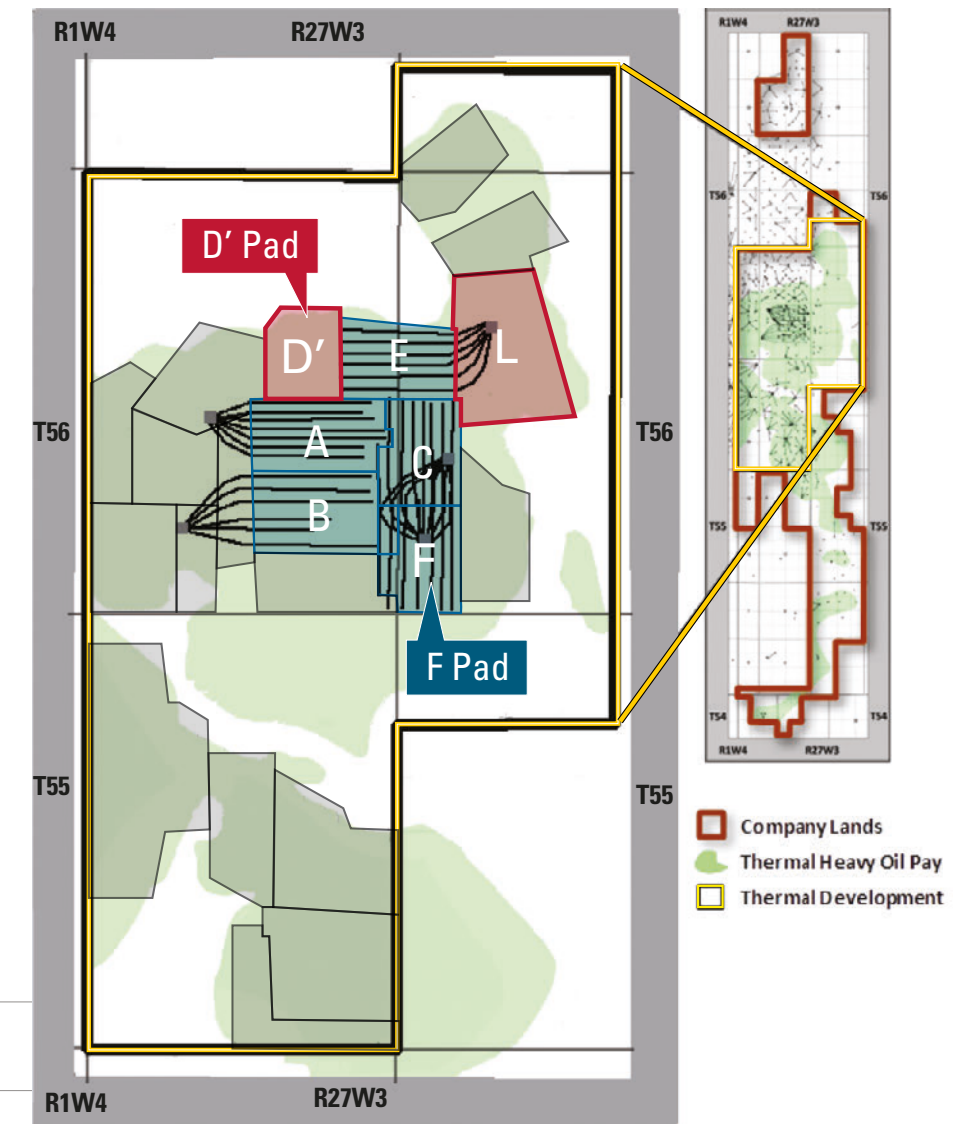 R1W4 R27W3
D' Pad
D' E L
T56 T56
A C
B
F
F Pad
T55 T55
R1W4 R27W3
R1W4 R27W3
T56 T56
T55 T55
T54 T54
R1W4 R27W3
Company Lands
Thermal Heavy Oil Pay
Thermal Development